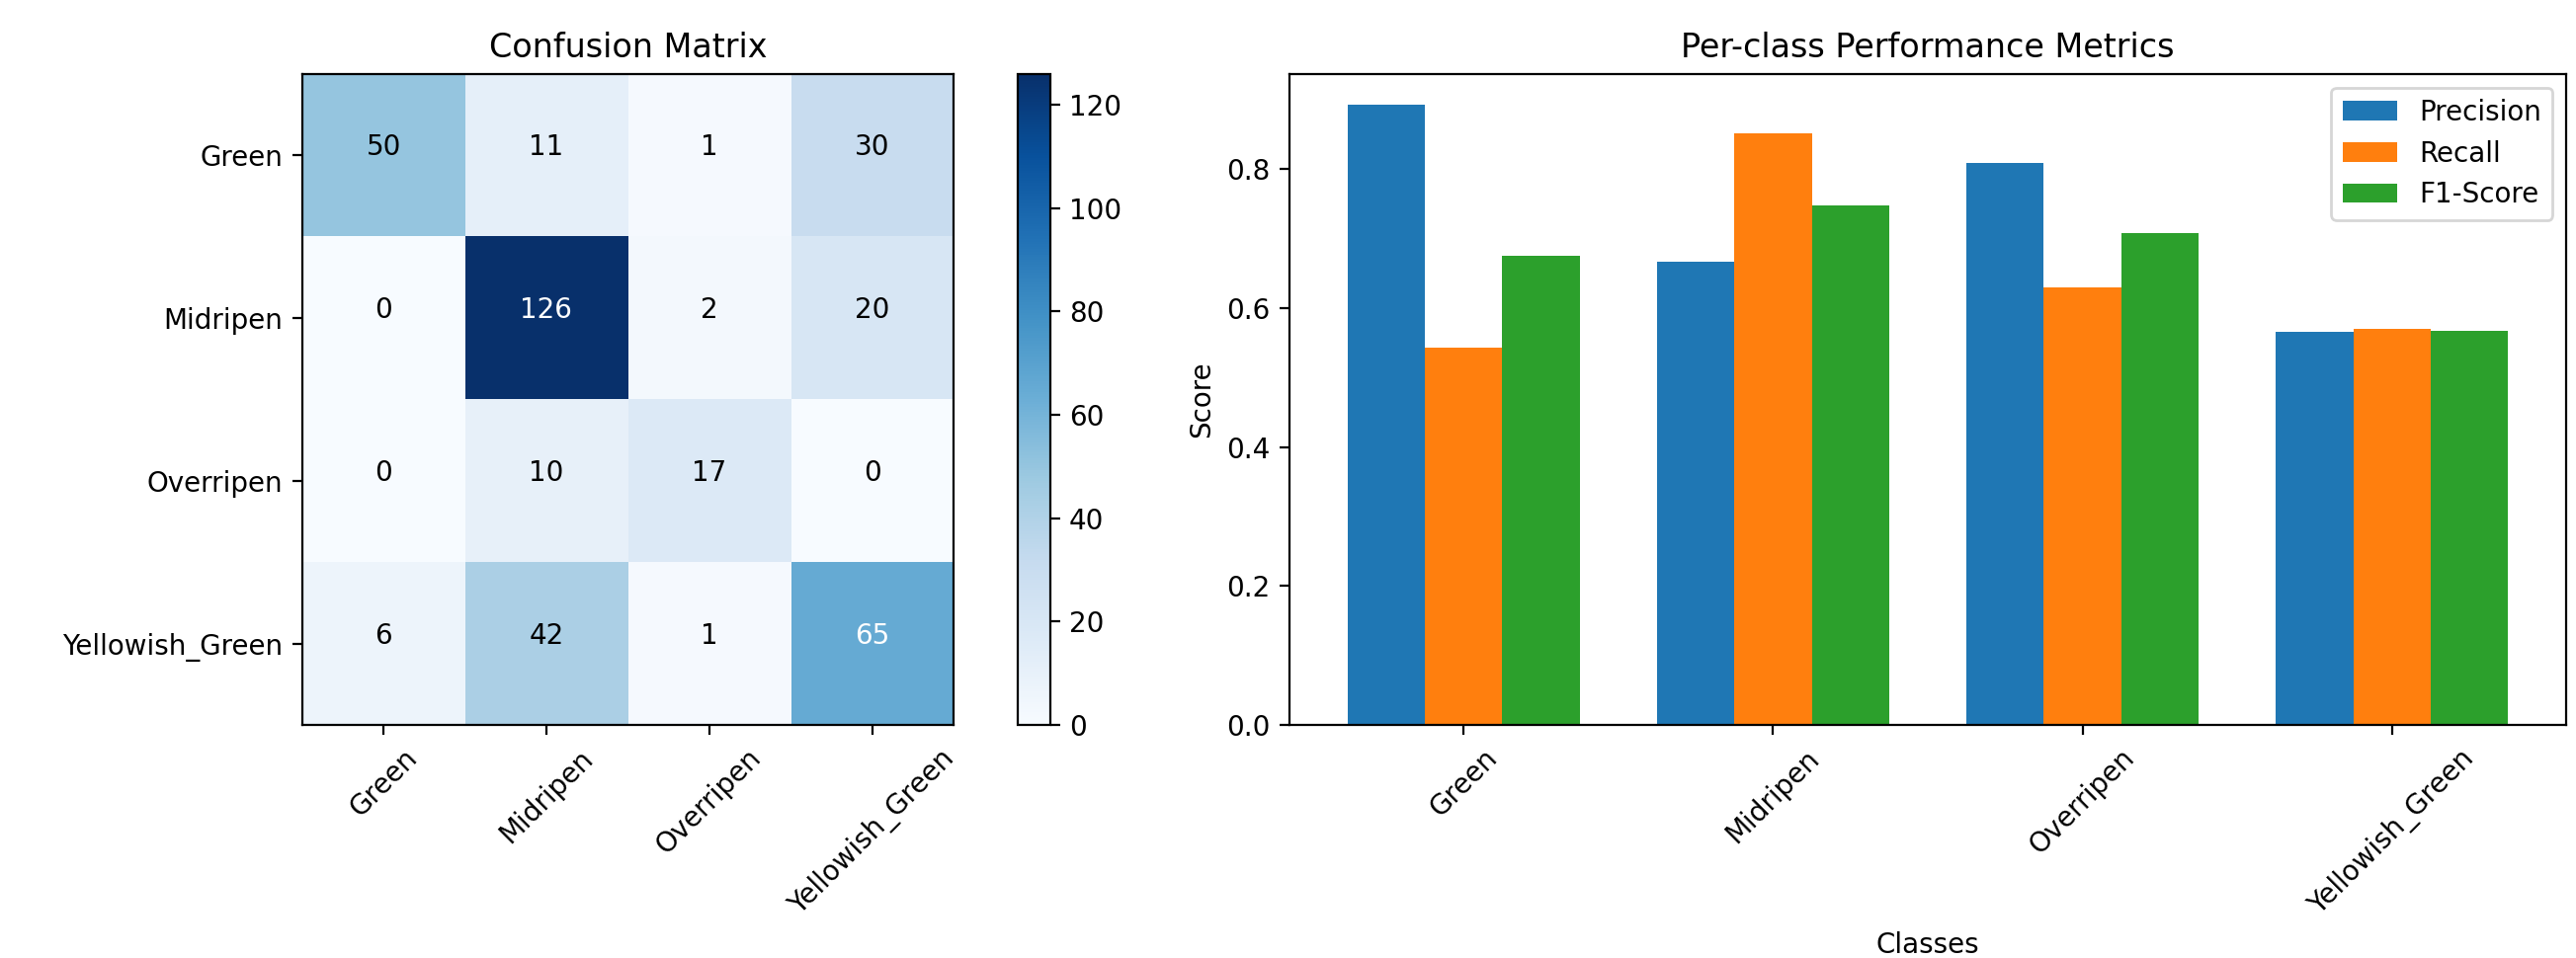 Confusion Matrix
Green 50 11 1 30
Midripen 0 126 2 20
Overripen 0 10 17 0
Yellowish_Green 6 42 1 65
Green Midripen Overripen Yellowish_Green
120
100
80
60
40
20
0
Per-class Performance Metrics
Precision
Recall
F1-Score
Score
0.8
0.6
0.4
0.2
0.0
Green Midripen Overripen Yellowish_Green
Classes